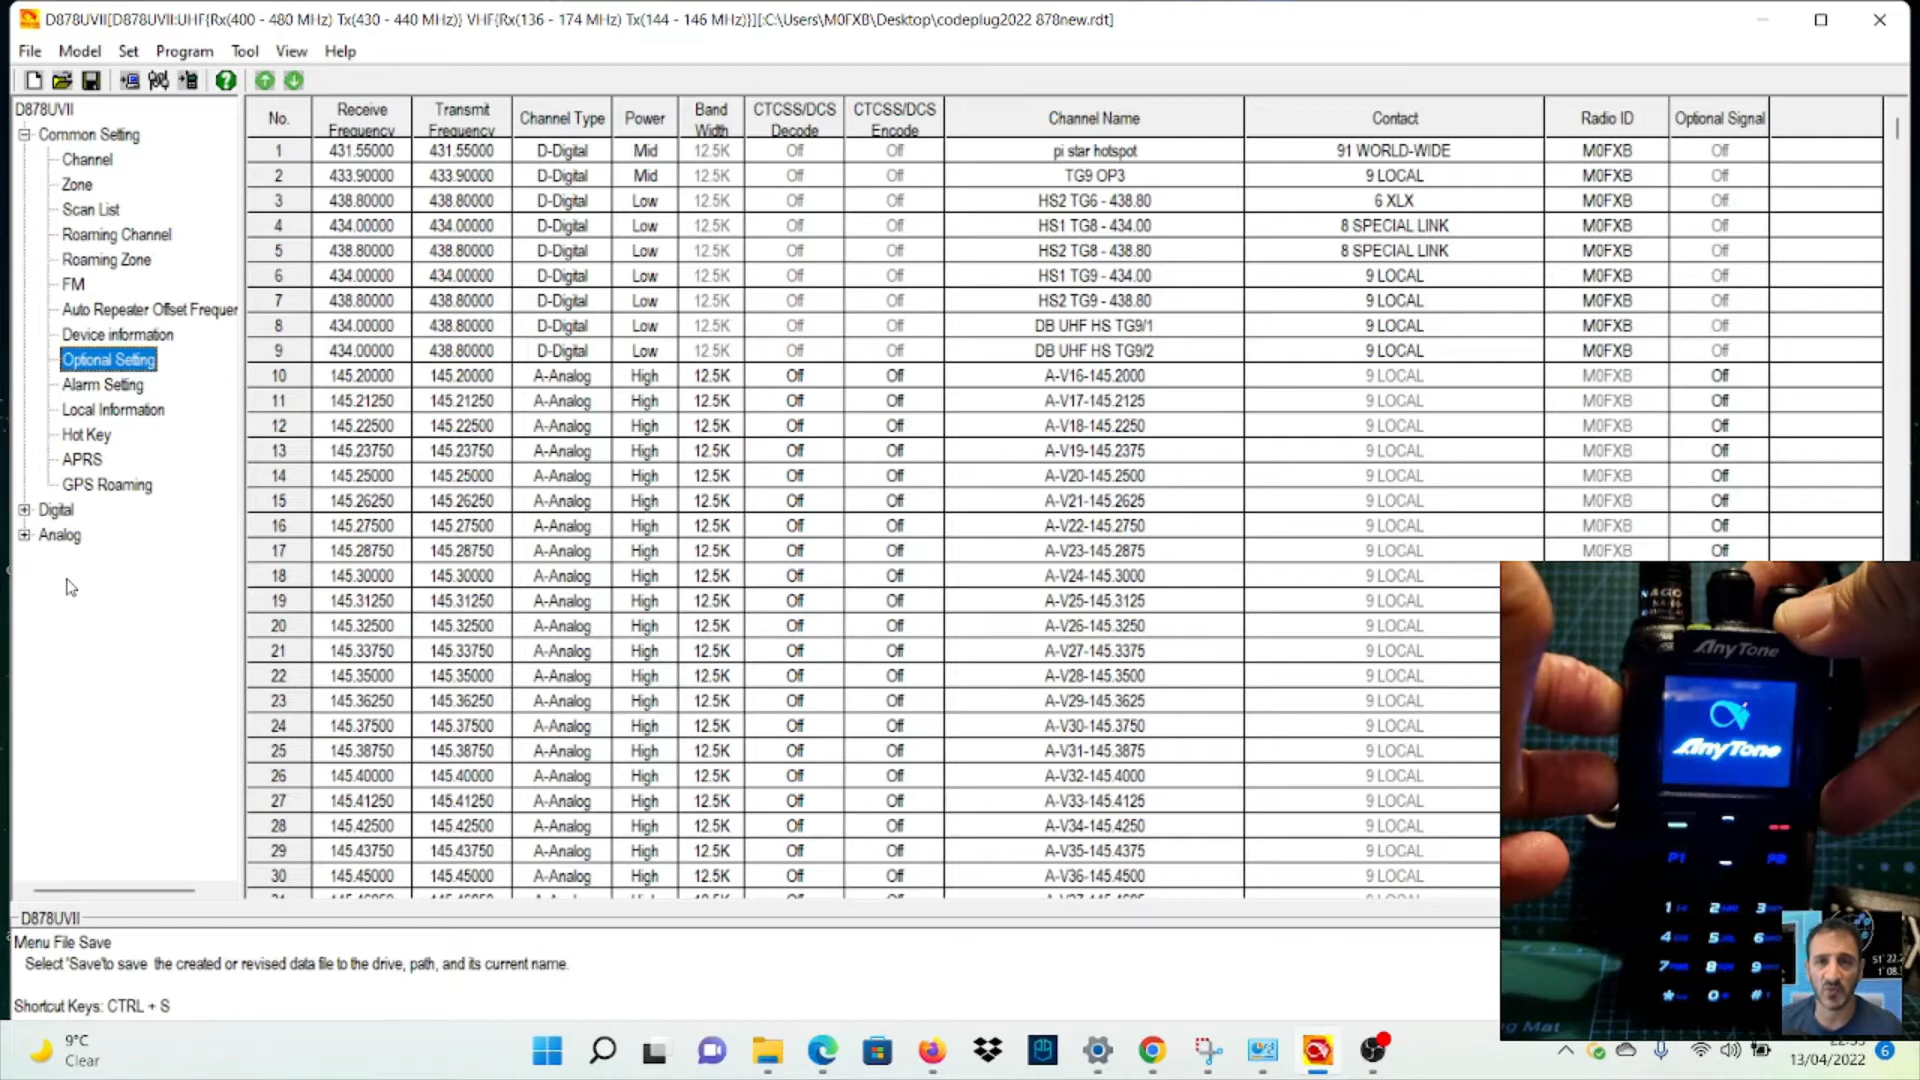 D878UVII[D878UVII:UHF{Rx(400 - 480 MHz) Tx(430 - 440 MHz)} VHF{Rx(136 - 174 MHz) Tx(144 - 146 MHz)}][:C:\Users\M0FXB\Desktop\codeplug2022 878new.rdt]
File Model Set Program Tool View Help
D878UVII
Common Setting
Channel
Zone
Scan List
Roaming Channel
Roaming Zone
FM
Auto Repeater Offset Frequer
Device information
Optional Setting
Alarm Setting
Local Information
Hot Key
APRS
GPS Roaming
Digital
Analog
No. Receive Frequency Transmit Frequency Channel Type Power Band Width CTCSS/DCS Decode CTCSS/DCS Encode Channel Name Contact Radio ID Optional Signal
1 431.55000 431.55000 D-Digital Mid 12.5K Off Off pi star hotspot 91 WORLD-WIDE M0FXB Off
2 433.90000 433.90000 D-Digital Mid 12.5K Off Off TG9 OP3 9 LOCAL M0FXB Off
3 438.80000 438.80000 D-Digital Low 12.5K Off Off HS2 TG6 - 438.80 6 XLX M0FXB Off
4 434.00000 434.00000 D-Digital Low 12.5K Off Off HS1 TG8 - 434.00 8 SPECIAL LINK M0FXB Off
5 438.80000 438.80000 D-Digital Low 12.5K Off Off HS2 TG8 - 438.80 8 SPECIAL LINK M0FXB Off
6 434.00000 434.00000 D-Digital Low 12.5K Off Off HS1 TG9 - 434.00 9 LOCAL M0FXB Off
7 438.80000 438.80000 D-Digital Low 12.5K Off Off HS2 TG9 - 438.80 9 LOCAL M0FXB Off
8 434.00000 438.80000 D-Digital Low 12.5K Off Off DB UHF HS TG9/1 9 LOCAL M0FXB Off
9 434.00000 438.80000 D-Digital Low 12.5K Off Off DB UHF HS TG9/2 9 LOCAL M0FXB Off
10 145.20000 145.20000 A-Analog High 12.5K Off Off A-V16-145.2000 9 LOCAL M0FXB Off
11 145.21250 145.21250 A-Analog High 12.5K Off Off A-V17-145.2125 9 LOCAL M0FXB Off
12 145.22500 145.22500 A-Analog High 12.5K Off Off A-V18-145.2250 9 LOCAL M0FXB Off
13 145.23750 145.23750 A-Analog High 12.5K Off Off A-V19-145.2375 9 LOCAL M0FXB Off
14 145.25000 145.25000 A-Analog High 12.5K Off Off A-V20-145.2500 9 LOCAL M0FXB Off
15 145.26250 145.26250 A-Analog High 12.5K Off Off A-V21-145.2625 9 LOCAL M0FXB Off
16 145.27500 145.27500 A-Analog High 12.5K Off Off A-V22-145.2750 9 LOCAL M0FXB Off
17 145.28750 145.28750 A-Analog High 12.5K Off Off A-V23-145.2875 9 LOCAL M0FXB Off
18 145.30000 145.30000 A-Analog High 12.5K Off Off A-V24-145.3000 9 LOCAL
19 145.31250 145.31250 A-Analog High 12.5K Off Off A-V25-145.3125 9 LOCAL
20 145.32500 145.32500 A-Analog High 12.5K Off Off A-V26-145.3250 9 LOCAL
21 145.33750 145.33750 A-Analog High 12.5K Off Off A-V27-145.3375 9 LOCAL
22 145.35000 145.35000 A-Analog High 12.5K Off Off A-V28-145.3500 9 LOCAL
23 145.36250 145.36250 A-Analog High 12.5K Off Off A-V29-145.3625 9 LOCAL
24 145.37500 145.37500 A-Analog High 12.5K Off Off A-V30-145.3750 9 LOCAL
25 145.38750 145.38750 A-Analog High 12.5K Off Off A-V31-145.3875 9 LOCAL
26 145.40000 145.40000 A-Analog High 12.5K Off Off A-V32-145.4000 9 LOCAL
27 145.41250 145.41250 A-Analog High 12.5K Off Off A-V33-145.4125 9 LOCAL
28 145.42500 145.42500 A-Analog High 12.5K Off Off A-V34-145.4250 9 LOCAL
29 145.43750 145.43750 A-Analog High 12.5K Off Off A-V35-145.4375 9 LOCAL
30 145.45000 145.45000 A-Analog High 12.5K Off Off A-V36-145.4500 9 LOCAL
D878UVII
Menu File Save
Select 'Save'to save the created or revised data file to the drive, path, and its current name.
Shortcut Keys: CTRL + S
NAGO
AnyTone
AnyTone
P1 P2
1 2 3
4 5 6
7 8 9
* 0 #
9°C
Clear
13/04/2022 6